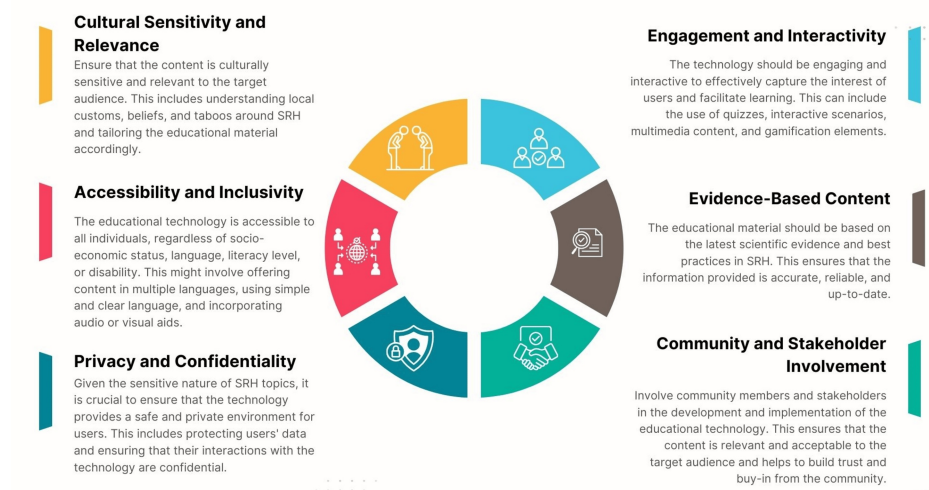 Cultural Sensitivity and
Relevance
Ensure that the content is culturally
sensitive and relevant to the target
audience. This includes understanding local
customs, beliefs, and taboos around SRH
and tailoring the educational material
accordingly.
Accessibility and Inclusivity
The educational technology is accessible to
all individuals, regardless of socio-
economic status, language, literacy level,
or disability. This might involve offering
content in multiple languages, using simple
and clear language, and incorporating
audio or visual aids.
Privacy and Confidentiality
Given the sensitive nature of SRH topics, it
is crucial to ensure that the technology
provides a safe and private environment for
users. This includes protecting users' data
and ensuring that their interactions with the
technology are confidential.
Engagement and Interactivity
The technology should be engaging and
interactive to effectively capture the interest of
users and facilitate learning. This can include
the use of quizzes, interactive scenarios,
multimedia content, and gamification elements.
Evidence-Based Content
The educational material should be based on
the latest scientific evidence and best
practices in SRH. This ensures that the
information provided is accurate, reliable, and
up-to-date.
Community and Stakeholder
Involvement
Involve community members and stakeholders
in the development and implementation of the
educational technology. This ensures that the
content is relevant and acceptable to the
target audience and helps to build trust and
buy-in from the community.